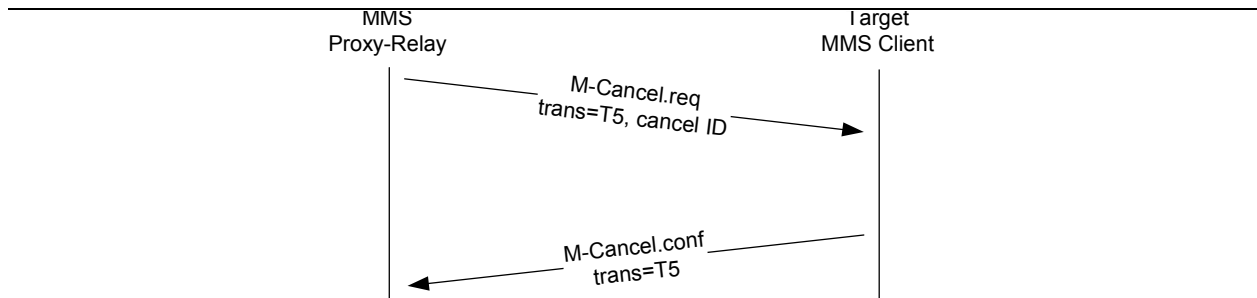 MMS
Proxy-Relay
Target
MMS Client
M-Cancel.req
trans=T5, cancel ID
M-Cancel.conf
trans=T5